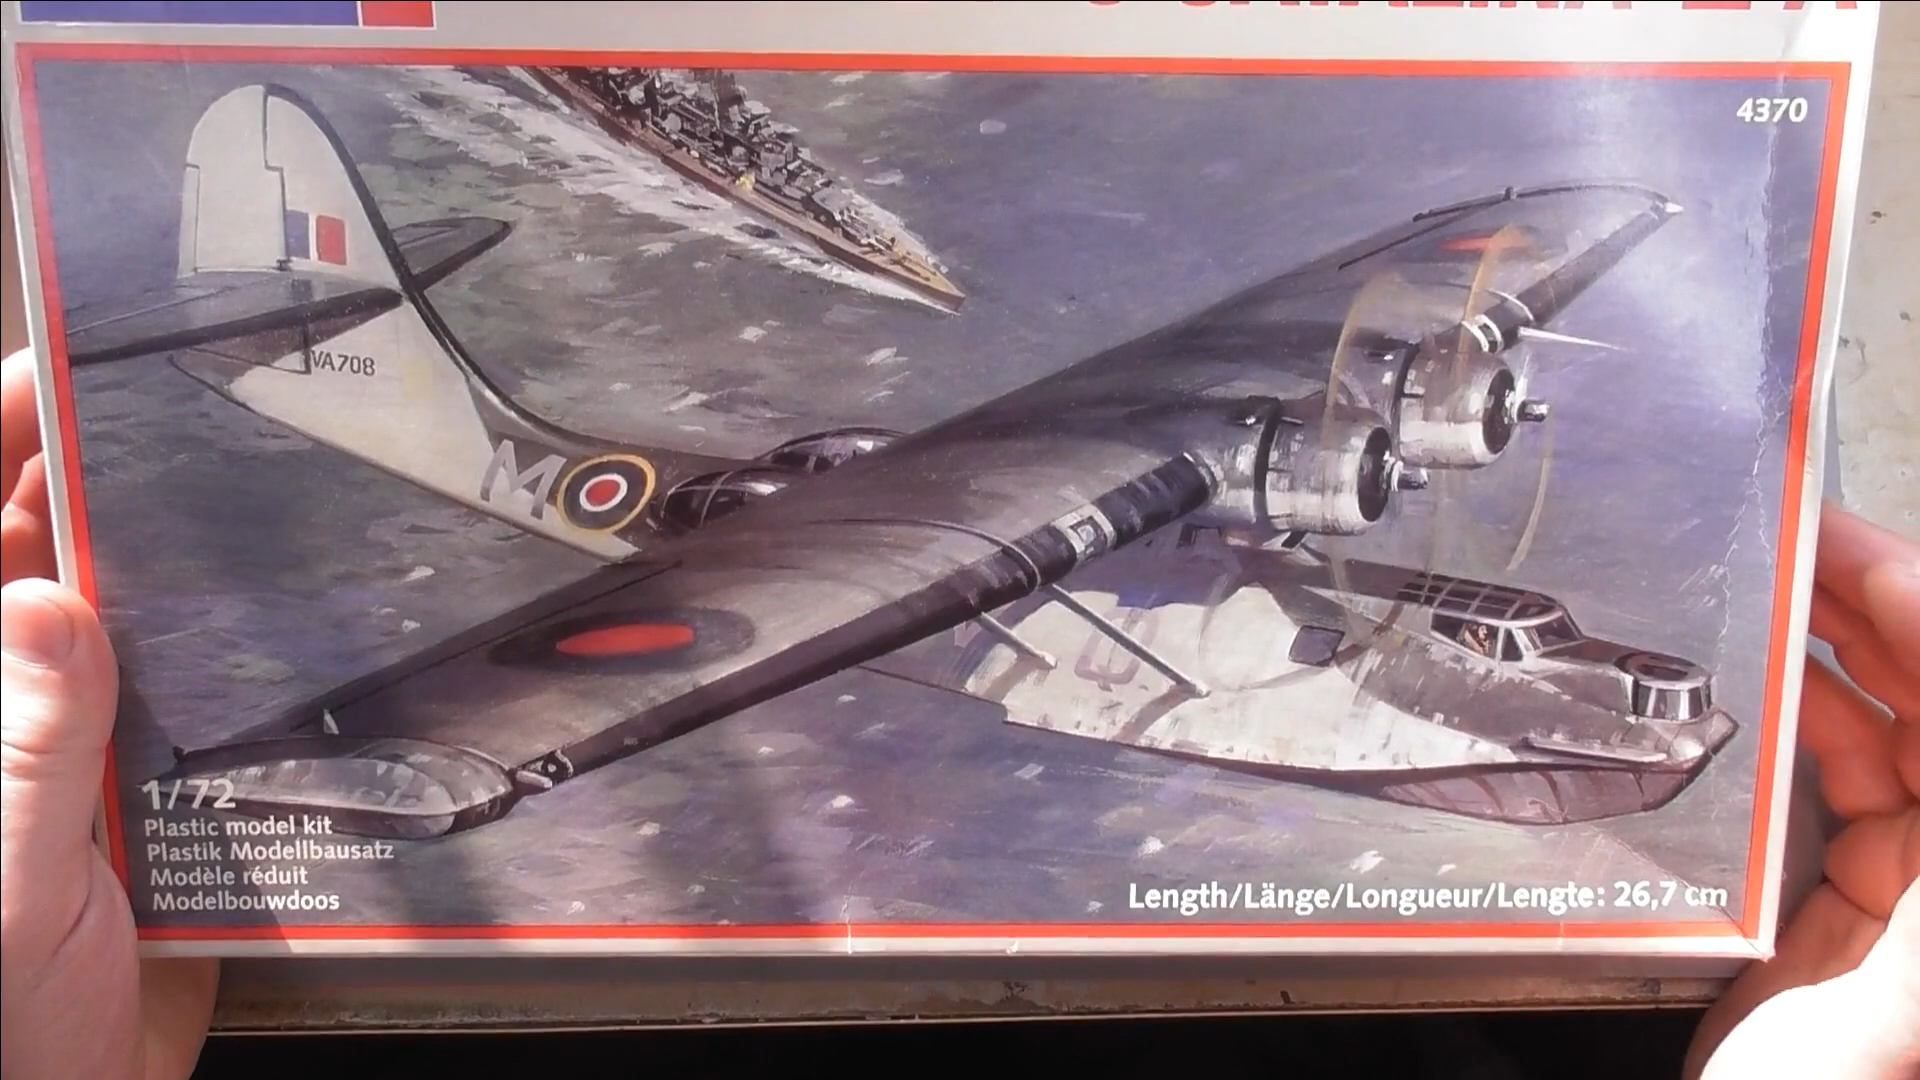 4370
VA708
M
Q
1/72
Plastic model kit
Plastik Modellbausatz
Modèle réduit
Modelbouwdoos
Length/Länge/Longueur/Lengte: 26,7 cm